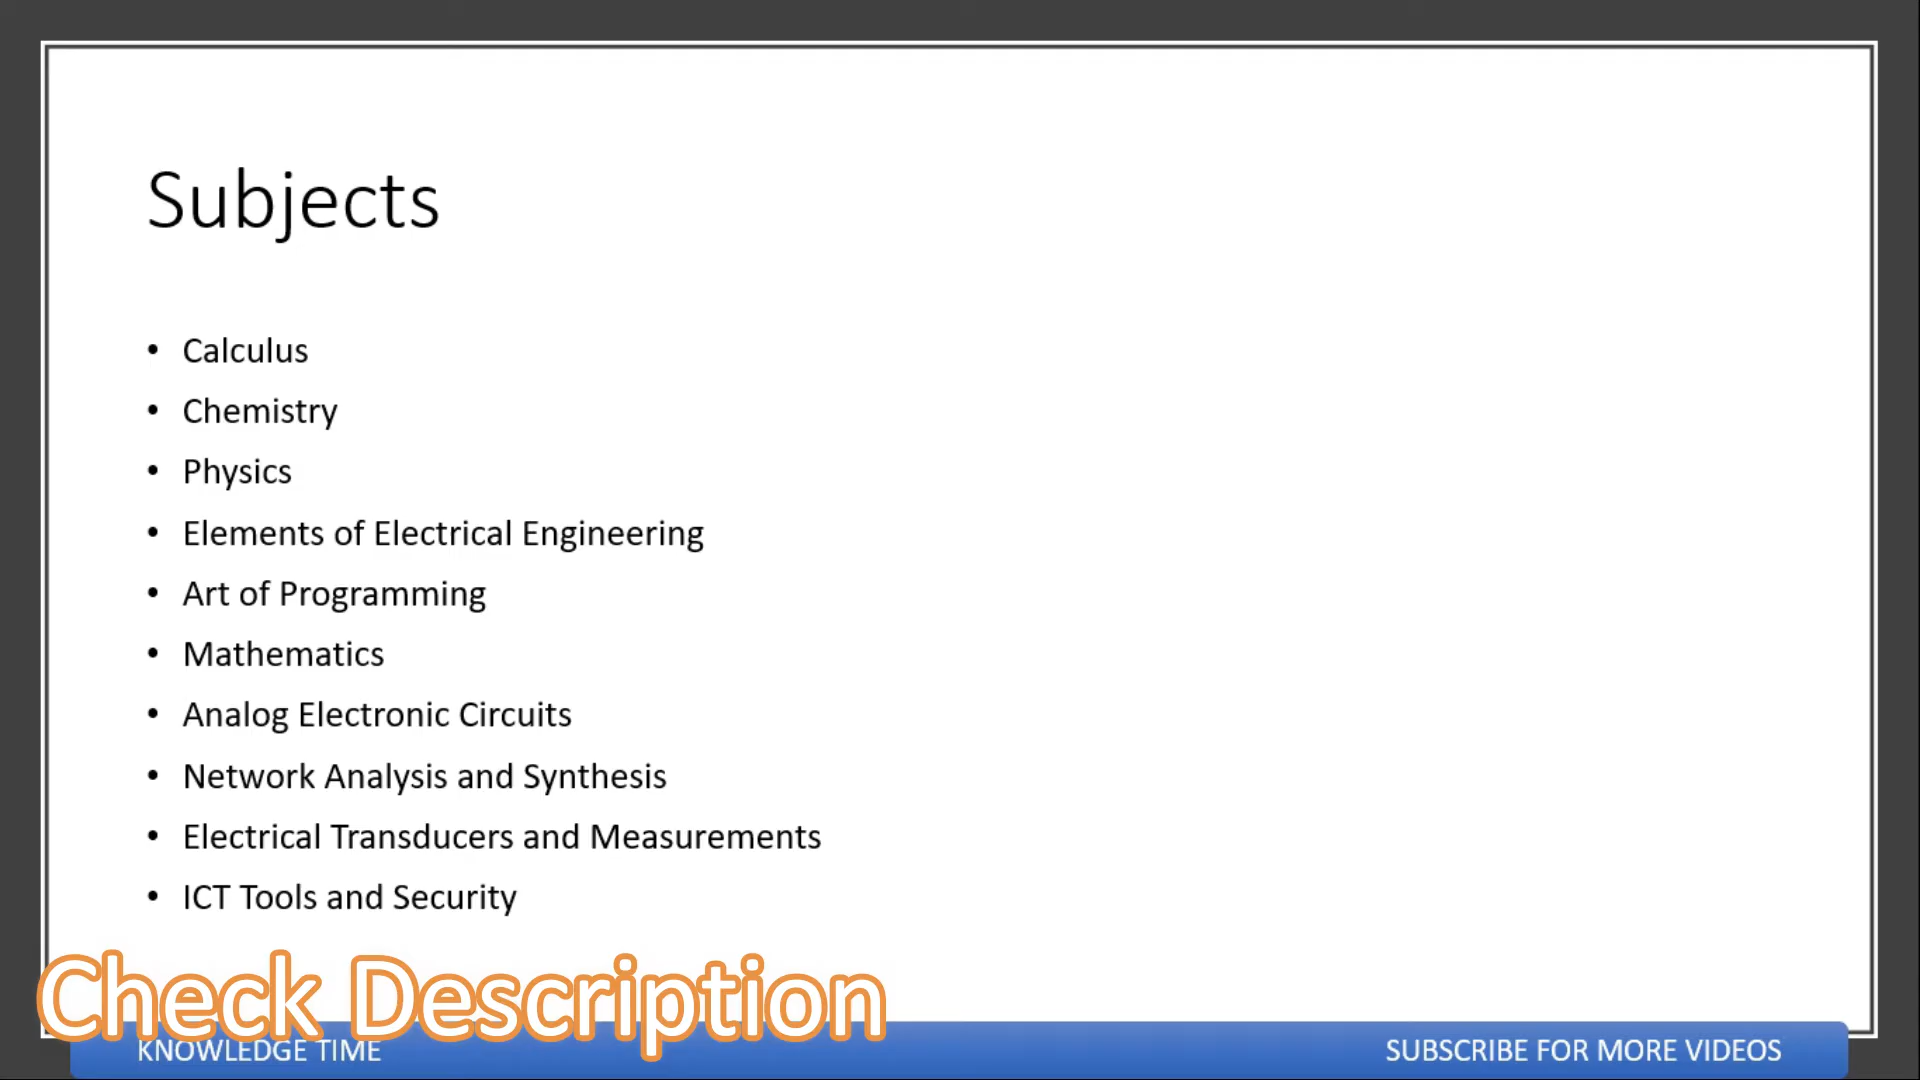 Subjects
• Calculus
• Chemistry
• Physics
• Elements of Electrical Engineering
• Art of Programming
• Mathematics
• Analog Electronic Circuits
• Network Analysis and Synthesis
• Electrical Transducers and Measurements
• ICT Tools and Security
Check Description
KNOWLEDGE TIME
SUBSCRIBE FOR MORE VIDEOS